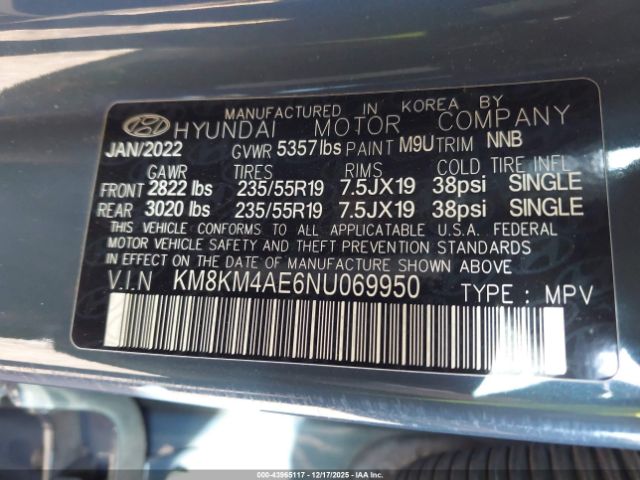 MANUFACTURED IN KOREA BY
HYUNDAI MOTOR COMPANY
JAN/2022 GVWR 5357lbs PAINT M9U TRIM NNB
GAWR TIRES RIMS COLD TIRE INFL
FRONT 2822 lbs 235/55R19 7.5JX19 38psi SINGLE
REAR 3020 lbs 235/55R19 7.5JX19 38psi SINGLE
THIS VEHICLE CONFORMS TO ALL APPLICATABLE U.S.A. FEDERAL
MOTOR VEHICLE SAFETY AND THEFT PREVENTION STANDARDS
IN EFFECT ON THE DATE OF MANUFACTURE SHOWN ABOVE.
V.I.N KM8KM4AE6NU069950 TYPE : MPV
000-43965117 - 12/17/2025 - COPYRIGHT IAA, LLC.